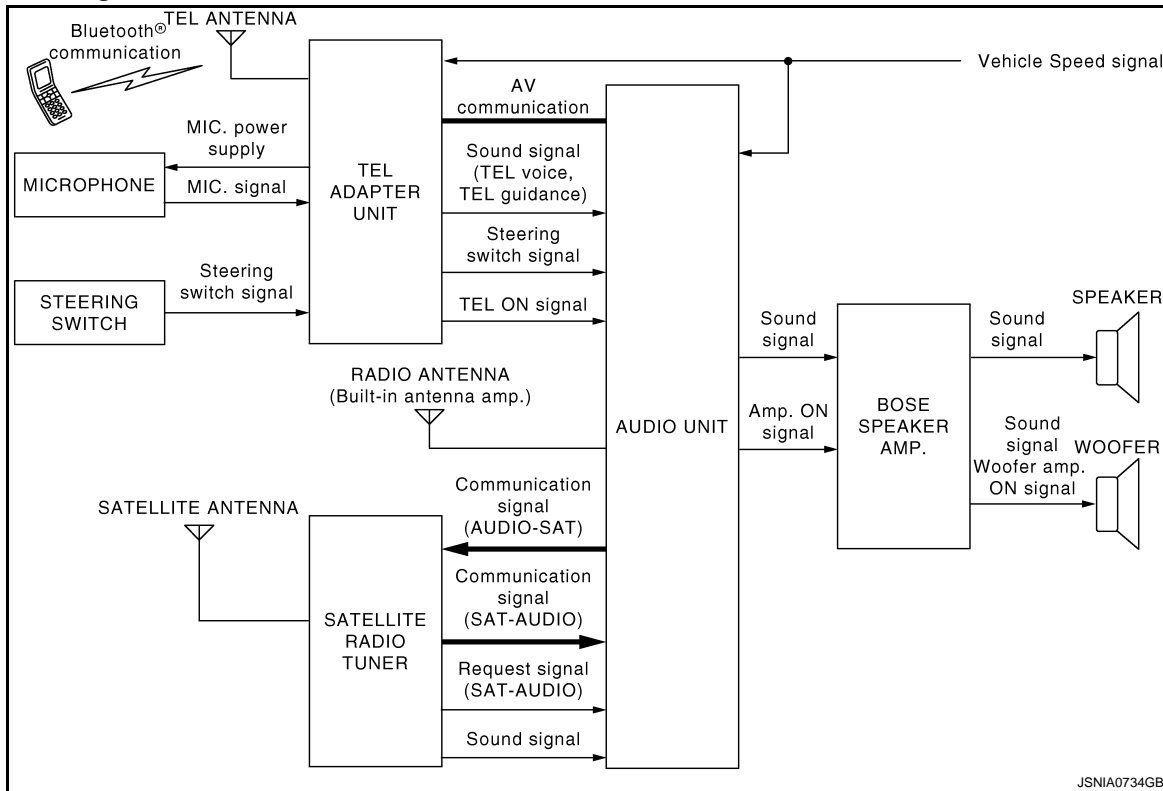 Bluetooth®
communication
TEL ANTENNA
Vehicle Speed signal
AV
communication
MIC. power
supply
MICROPHONE
MIC. signal
TEL
ADAPTER
UNIT
Sound signal
(TEL voice,
TEL guidance)
Steering
switch signal
STEERING
SWITCH
Steering
switch signal
TEL ON signal
RADIO ANTENNA
(Built-in antenna amp.)
AUDIO UNIT
Sound
signal
Amp. ON
signal
BOSE
SPEAKER
AMP.
SPEAKER
Sound
signal
Sound
signal
Woofer amp.
ON signal
WOOFER
SATELLITE ANTENNA
Communication
signal
(AUDIO-SAT)
Communication
signal
(SAT-AUDIO)
SATELLITE
RADIO
TUNER
Request signal
(SAT-AUDIO)
Sound signal
JSNIA0734GB